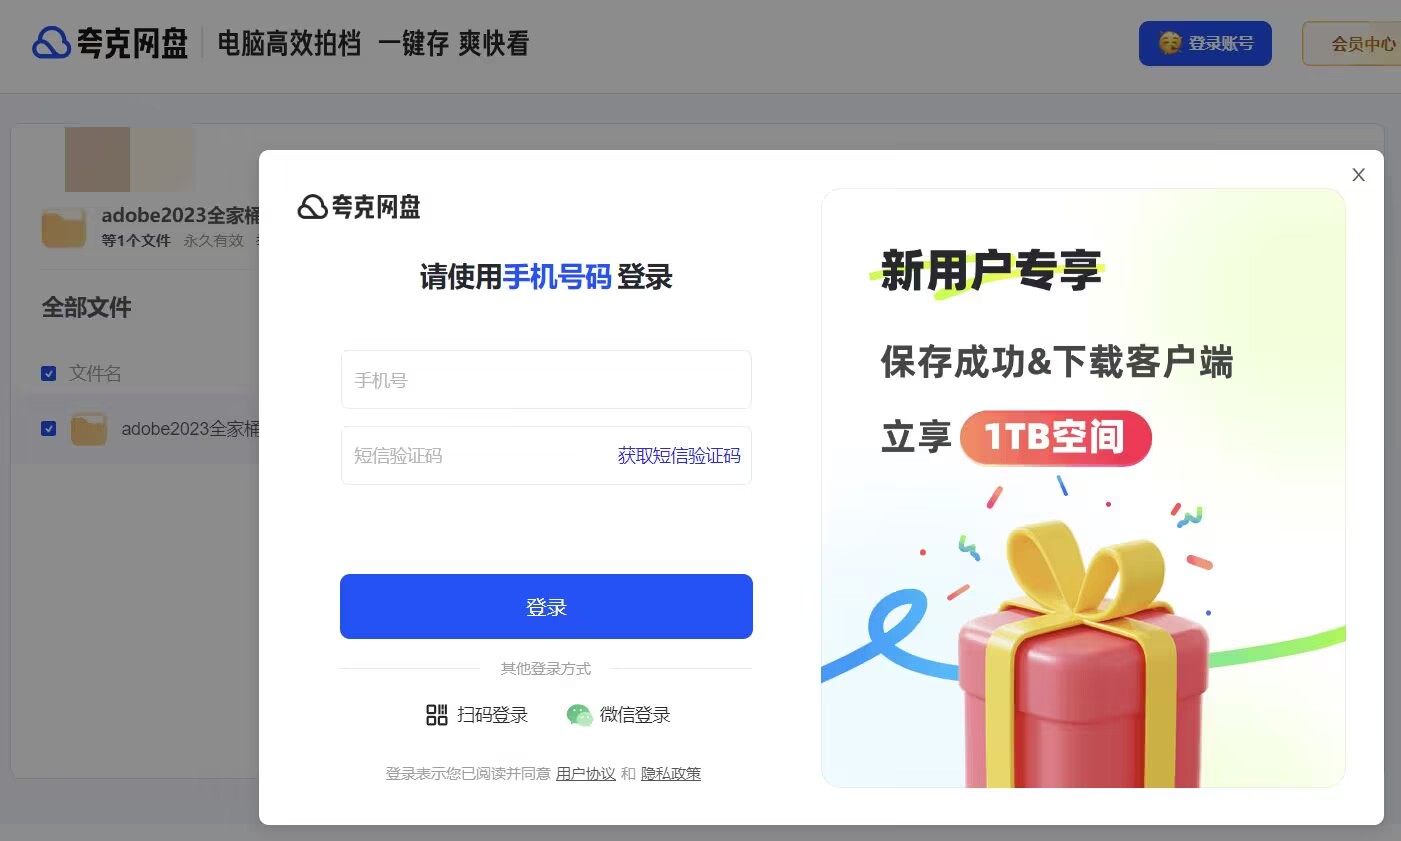 夸克网盘 电脑高效拍档 一键存 爽快看
登录账号
会员中心
adobe2023全家桶
等1个文件 永久有效
全部文件
文件名
adobe2023全家桶
夸克网盘
X
请使用手机号码 登录
手机号
短信验证码 获取短信验证码
登录
其他登录方式
扫码登录 微信登录
登录表示您已阅读并同意 用户协议 和 隐私政策
新用户专享
保存成功&下载客户端
立享 1TB空间